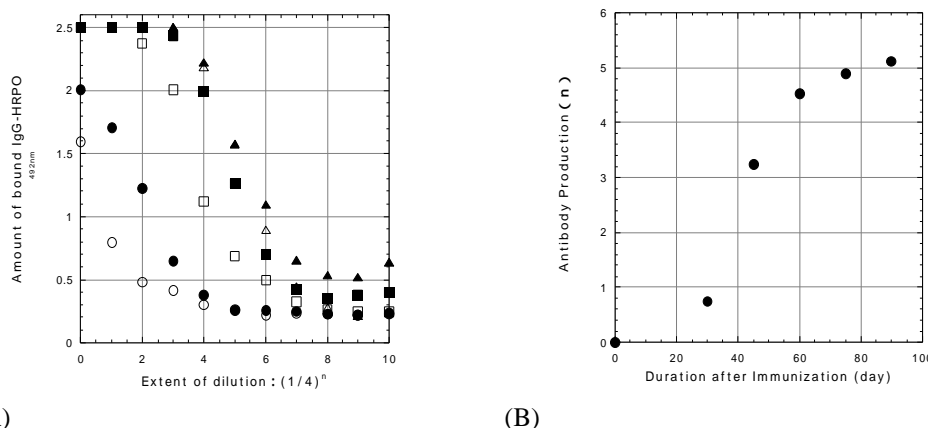 2.5
2
1.5
1
0.5
0
0 2 4 6 8 10
Amount of bound IgG-HRPO
492nm
Extent of dilution : (1/4)n
)
6
5
4
3
2
1
0
0 20 40 60 80 100
Antibody Production (n)
Duration after Immunization (day)
(B)